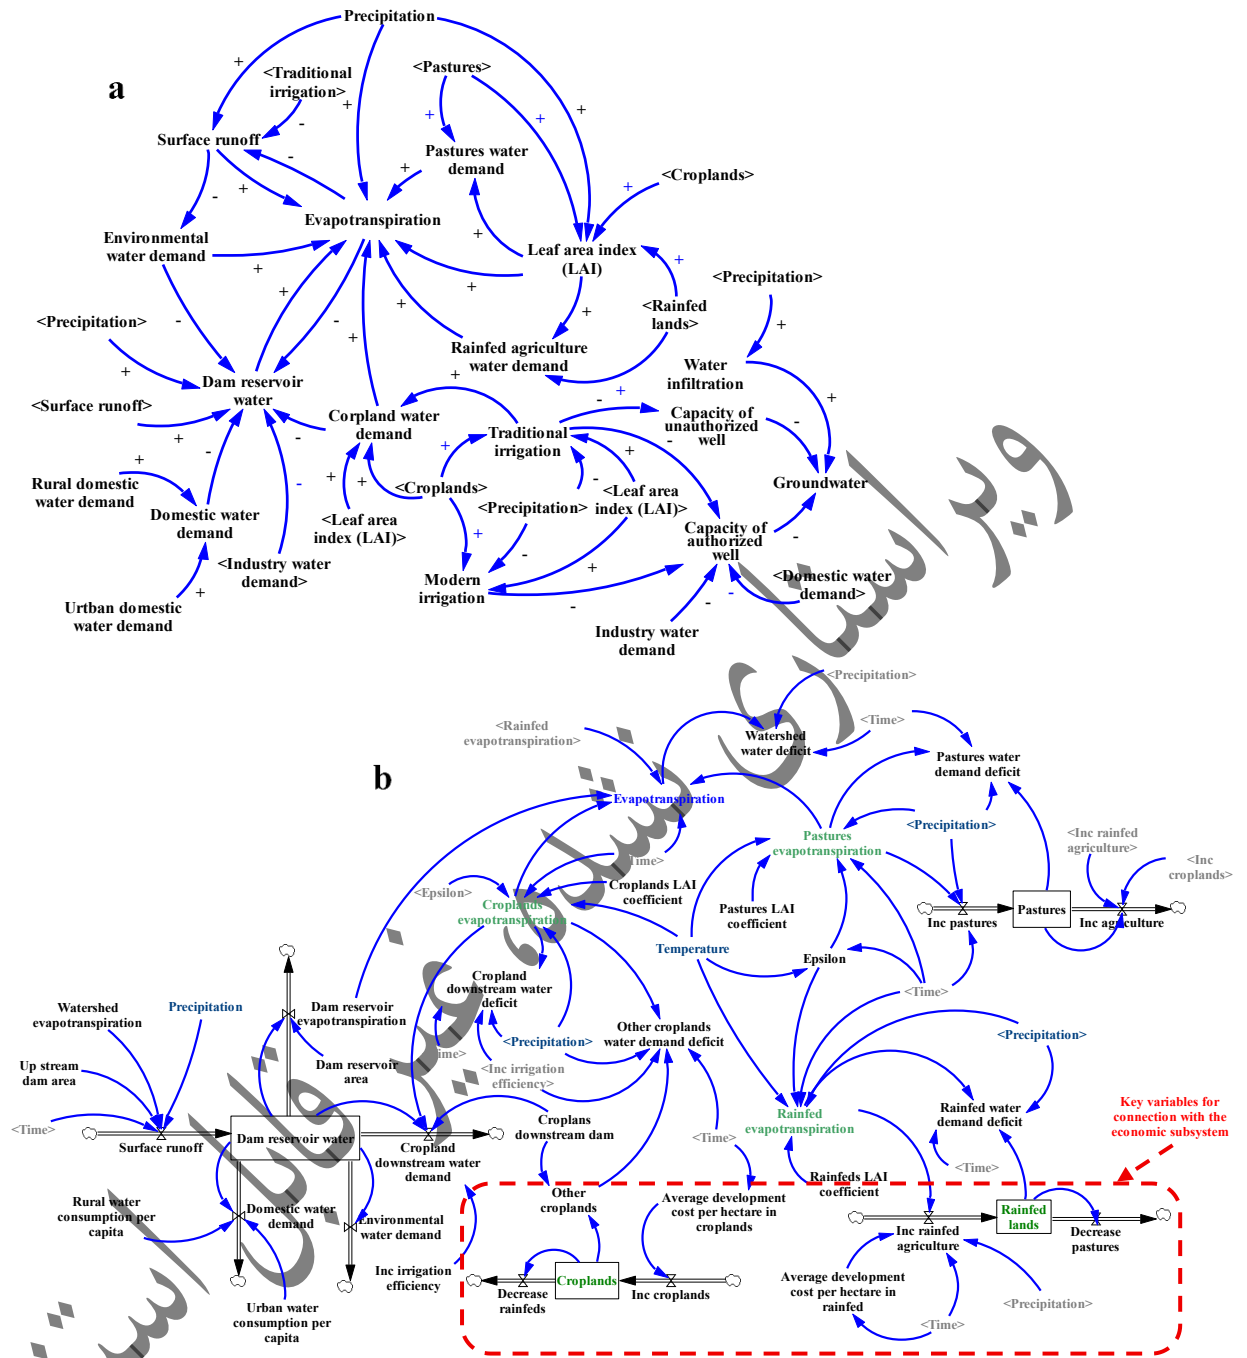 Precipitation
a
<Traditional
irrigation>
<Pastures>
Surface runoff
Pastures water
demand
<Croplands>
Evapotranspiration
Environmental
water demand
Leaf area index
(LAI)
<Precipitation>
<Precipitation>
<Rainfed
lands>
Rainfed agriculture
water demand
Water
infiltration
Dam reservoir
water
<Surface runoff>
Corpland water
demand
Traditional
irrigation
Capacity of
unauthorized
well
Rural domestic
water demand
<Croplands>
<Precipitation>
<Leaf area
index (LAI)>
Groundwater
Domestic water
demand
<Leaf area
index (LAI)>
Capacity of
authorized
well
<Industry water
demand>
Modern
irrigation
<Domestic water
demand>
Urtban domestic
water demand
Industry water
demand
b
<Precipitation>
<Rainfed
evapotranspiration>
<Time>
Watershed
water deficit
Pastures water
demand deficit
Evapotranspiration
<Precipitation>
Pastures
evapotranspiration
<Inc rainfed
agriculture>
<Inc
croplands>
Time>
<Epsilon>
Croplands LAI
coefficient
Croplands
evapotranspiration
Pastures LAI
coefficient
Inc pastures
Pastures
Inc agriculture
Temperature
Epsilon
Cropland
downstream water
deficit
<Time>
Watershed
evapotranspiration
Precipitation
Dam reservoir
evapotranspiration
Other croplands
water demand deficit
<Precipitation>
<Precipitation>
ime>
Up stream
dam area
Dam reservoir
area
<Inc irrigation
efficiency>
Key variables for
connection with the
economic subsystem
Rainfed
evapotranspiration
Rainfed water
demand deficit
<Time>
Surface runoff
Dam reservoir water
Cropland
downstream water
demand
Croplans
downstream dam
<Time>
<Time>
Rainfeds LAI
coefficient
Rural water
consumption per
capita
Domestic water
demand
Environmental
water demand
Other
croplands
Average development
cost per hectare in
croplands
Rainfed
lands
Inc rainfed
agriculture
Decrease
pastures
Inc irrigation
efficiency
Croplands
Decrease
rainfeds
Inc croplands
Average development
cost per hectare in
rainfed
<Precipitation>
<Time>
Urban water
consumption per
capita
ویراستاری نشده و غیر قابل است